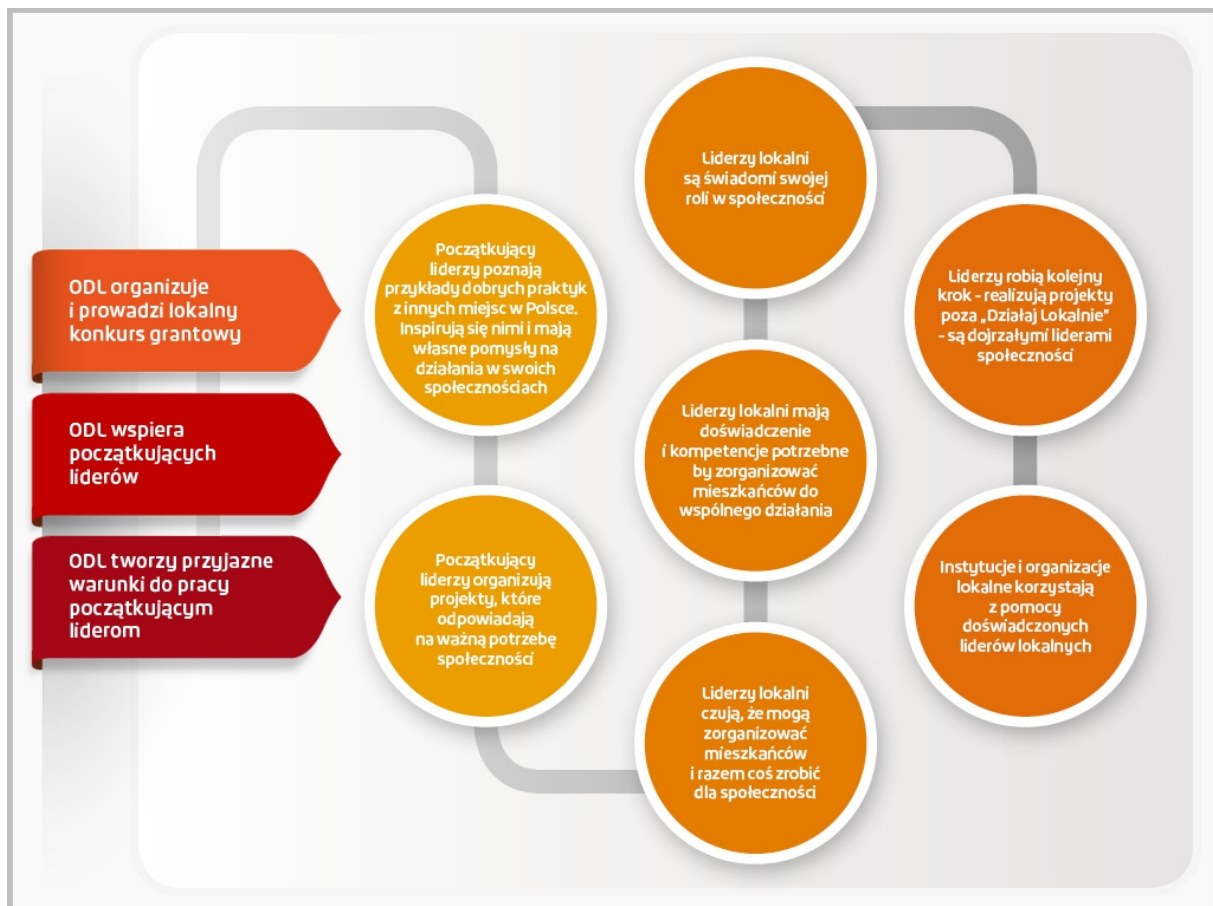 ODL organizuje
i prowadzi lokalny
konkurs grantowy
ODL wspiera
początkujących
liderów
ODL tworzy przyjazne
warunki do pracy
początkującym
liderom
Początkujący
liderzy poznają
przykłady dobrych praktyk
z innych miejsc w Polsce.
Inspirują się nimi i mają
własne pomysły na
działania w swoich
społecznościach
Początkujący
liderzy organizują
projekty, które
odpowiadają
na ważną potrzebę
społeczności
Liderzy lokalni
czują, że mogą
zorganizować
mieszkańców
i razem coś zrobić
dla społeczności
Liderzy lokalni mają
doświadczenie
i kompetencje potrzebne
by zorganizować
mieszkańców do
wspólnego działania
Liderzy lokalni
są świadomi swojej
roli w społeczności
Liderzy robią kolejny
krok - realizują projekty
poza „Działaj Lokalnie”
- są dojrzałymi liderami
społeczności
Instytucje i organizacje
lokalne korzystają
z pomocy
doświadczonych
liderów lokalnych